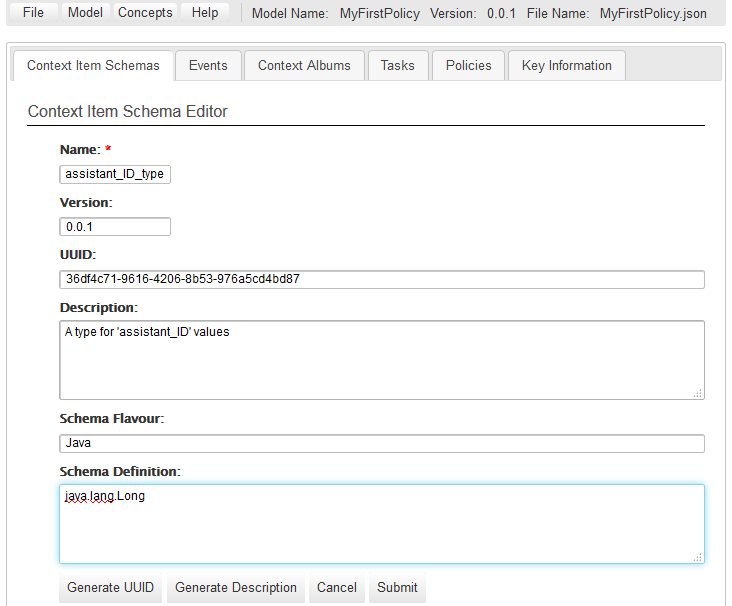 File Model Concepts Help Model Name: MyFirstPolicy Version: 0.0.1 File Name: MyFirstPolicy.json
Context Item Schemas Events Context Albums Tasks Policies Key Information
Context Item Schema Editor
Name: *
assistant_ID_type
Version:
0.0.1
UUID:
36df4c71-9616-4206-8b53-976a5cd4bd87
Description:
A type for 'assistant_ID' values
Schema Flavour:
Java
Schema Definition:
java.lang.Long
Generate UUID Generate Description Cancel Submit